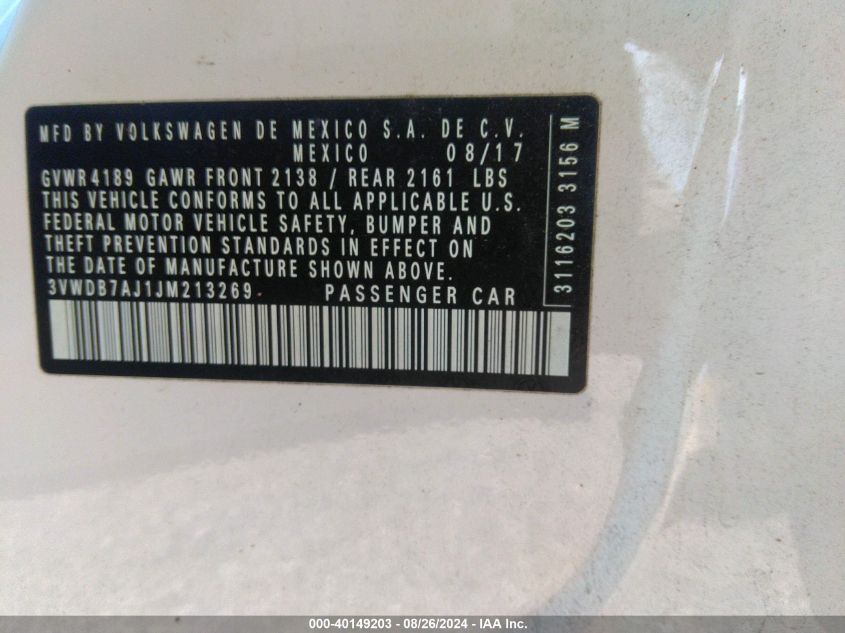 MFD BY VOLKSWAGEN DE MEXICO S.A. DE C.V.
MEXICO 08/17
GVWR 4189 GAWR FRONT 2138 / REAR 2161 LBS
THIS VEHICLE CONFORMS TO ALL APPLICABLE U.S.
FEDERAL MOTOR VEHICLE SAFETY, BUMPER AND
THEFT PREVENTION STANDARDS IN EFFECT ON
THE DATE OF MANUFACTURE SHOWN ABOVE.
3VWDB7AJ1JM213269 PASSENGER CAR
3116203 3156 M
000-40149203 - 08/26/2024 - IAA Inc.